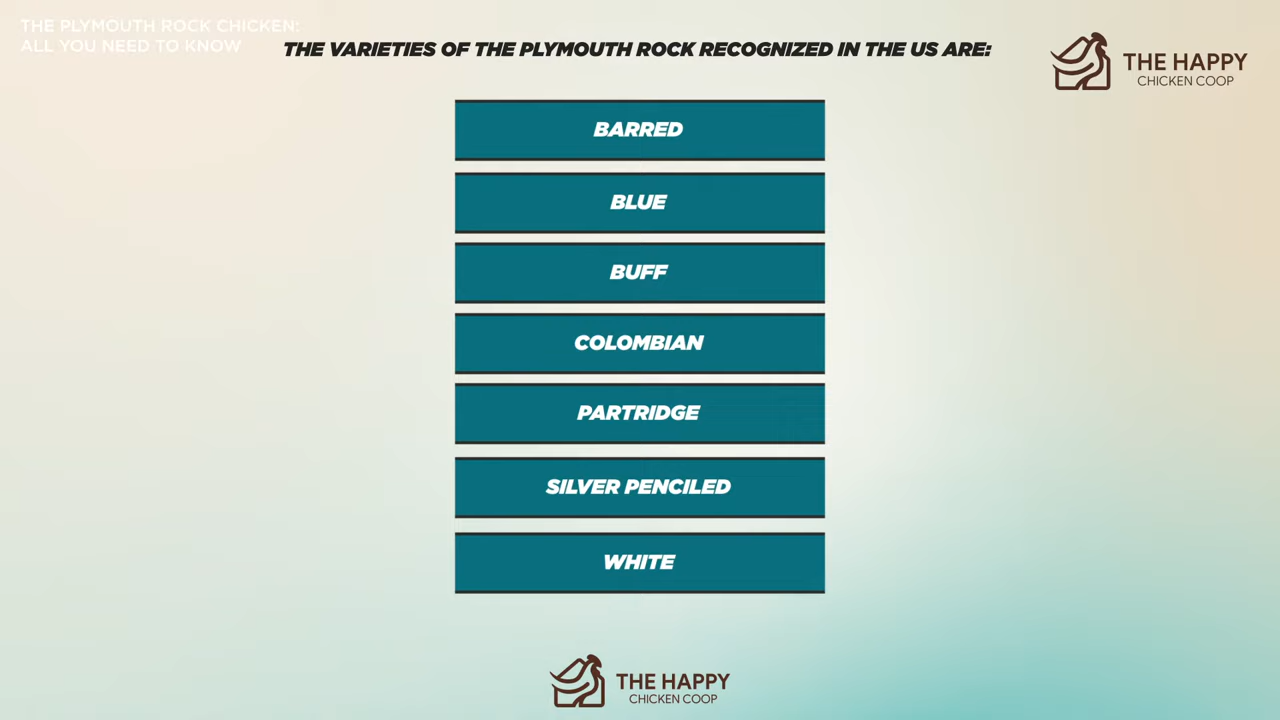 THE PLYMOUTH ROCK CHICKEN:
ALL YOU NEED TO KNOW
THE VARIETIES OF THE PLYMOUTH ROCK RECOGNIZED IN THE US ARE:
THE HAPPY
CHICKEN COOP
BARRED
BLUE
BUFF
COLOMBIAN
PARTRIDGE
SILVER PENCILED
WHITE
THE HAPPY
CHICKEN COOP